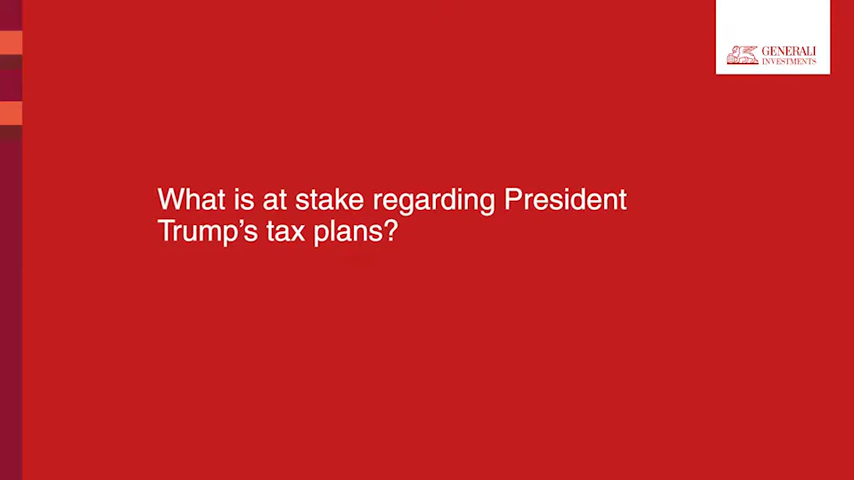 GENERALI
INVESTMENTS
What is at stake regarding President
Trump’s tax plans?